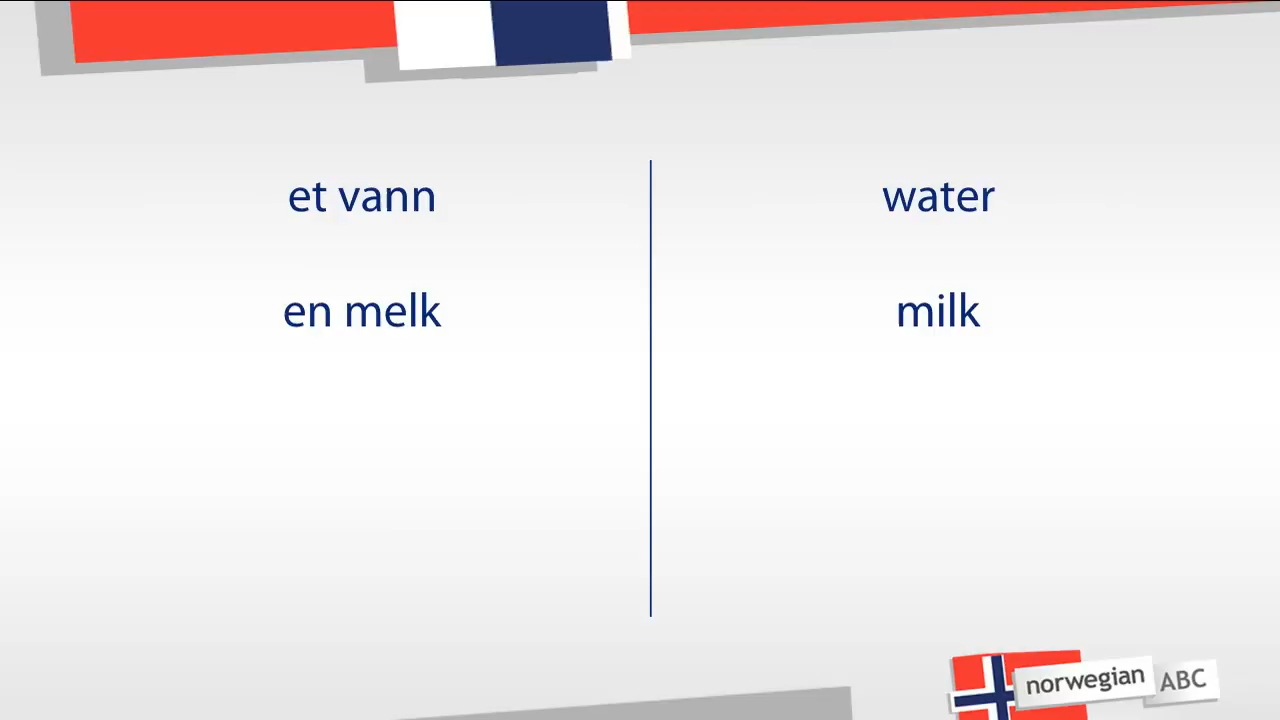 et vann
water
en melk
milk
norwegian ABC